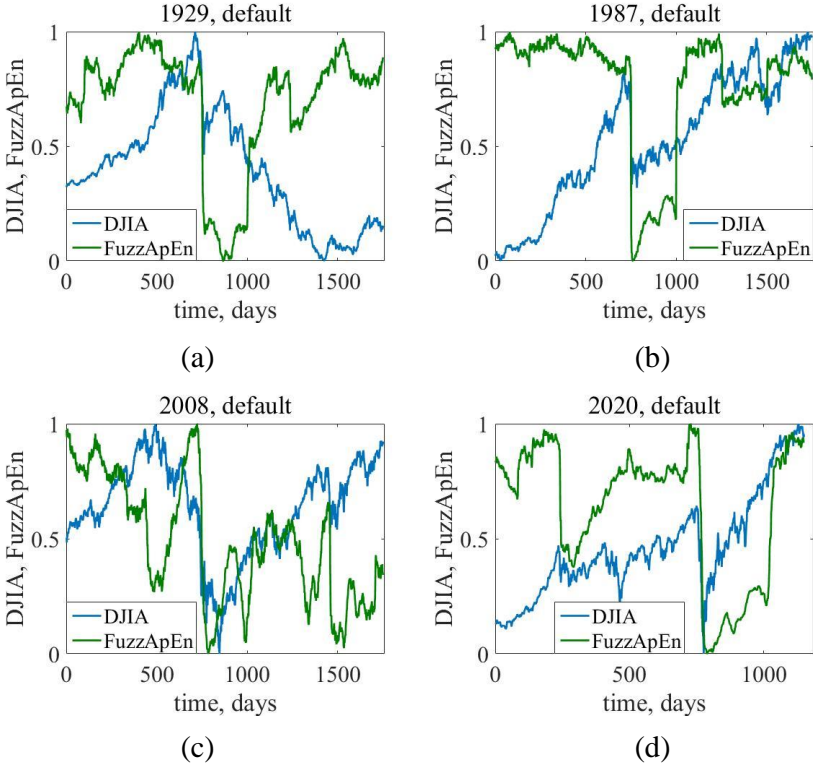 1929, default
DJIA, FuzzApEn
1
0.5
0
DJIA
FuzzApEn
0 500 1000 1500
time, days
(a)
1987, default
DJIA, FuzzApEn
1
0.5
0
DJIA
FuzzApEn
0 500 1000 1500
time, days
(b)
2008, default
DJIA, FuzzApEn
1
0.5
0
DJIA
FuzzApEn
0 500 1000 1500
time, days
(c)
2020, default
DJIA, FuzzApEn
1
0.5
0
DJIA
FuzzApEn
0 500 1000
time, days
(d)